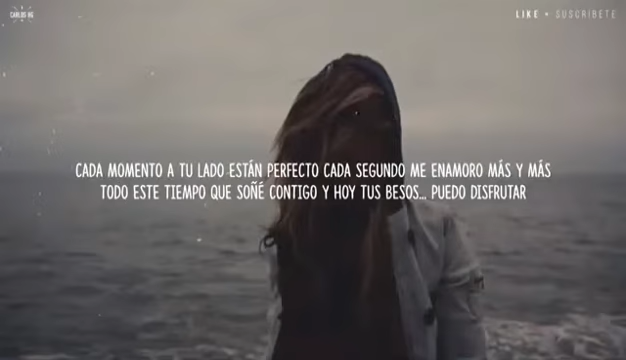 CARLOS HG
LIKE + SUSCRÍBETE
CADA MOMENTO A TU LADO ESTÁN PERFECTO CADA SEGUNDO ME ENAMORO MÁS Y MÁS
TODO ESTE TIEMPO QUE SOÑÉ CONTIGO Y HOY TUS BESOS... PUEDO DISFRUTAR